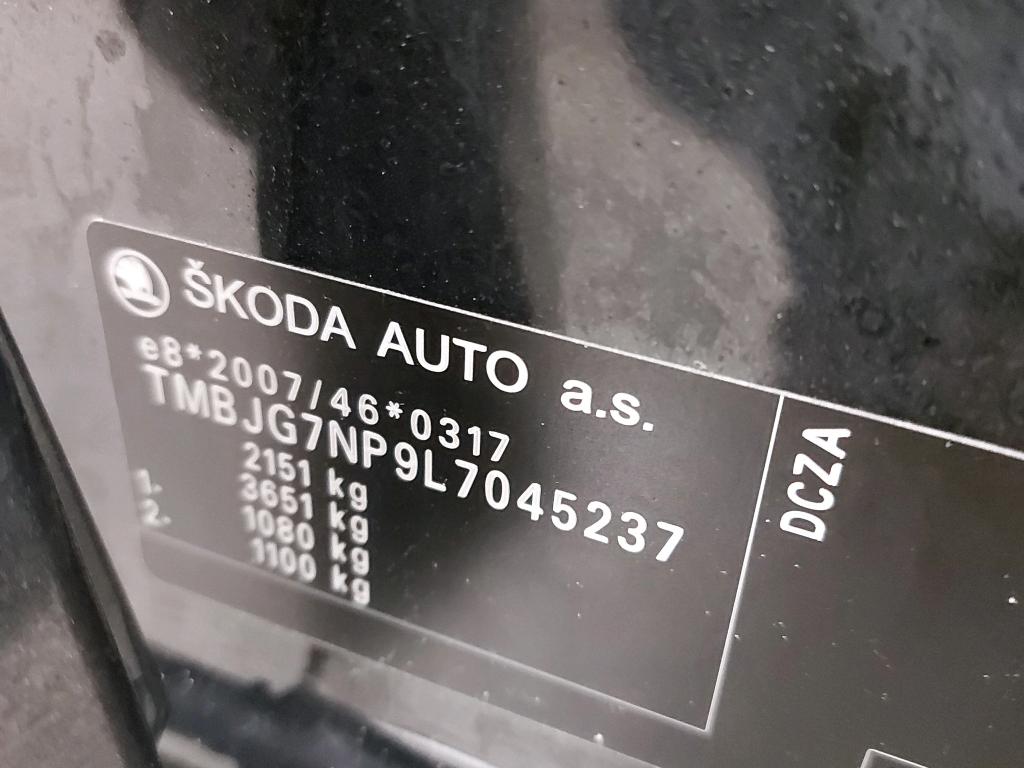 ŠKODA AUTO a.s.
e8*2007/46*0317
TMBJG7NP9L7045237
2151 kg
3651 kg
1. 1080 kg
2. 1100 kg
DCZA